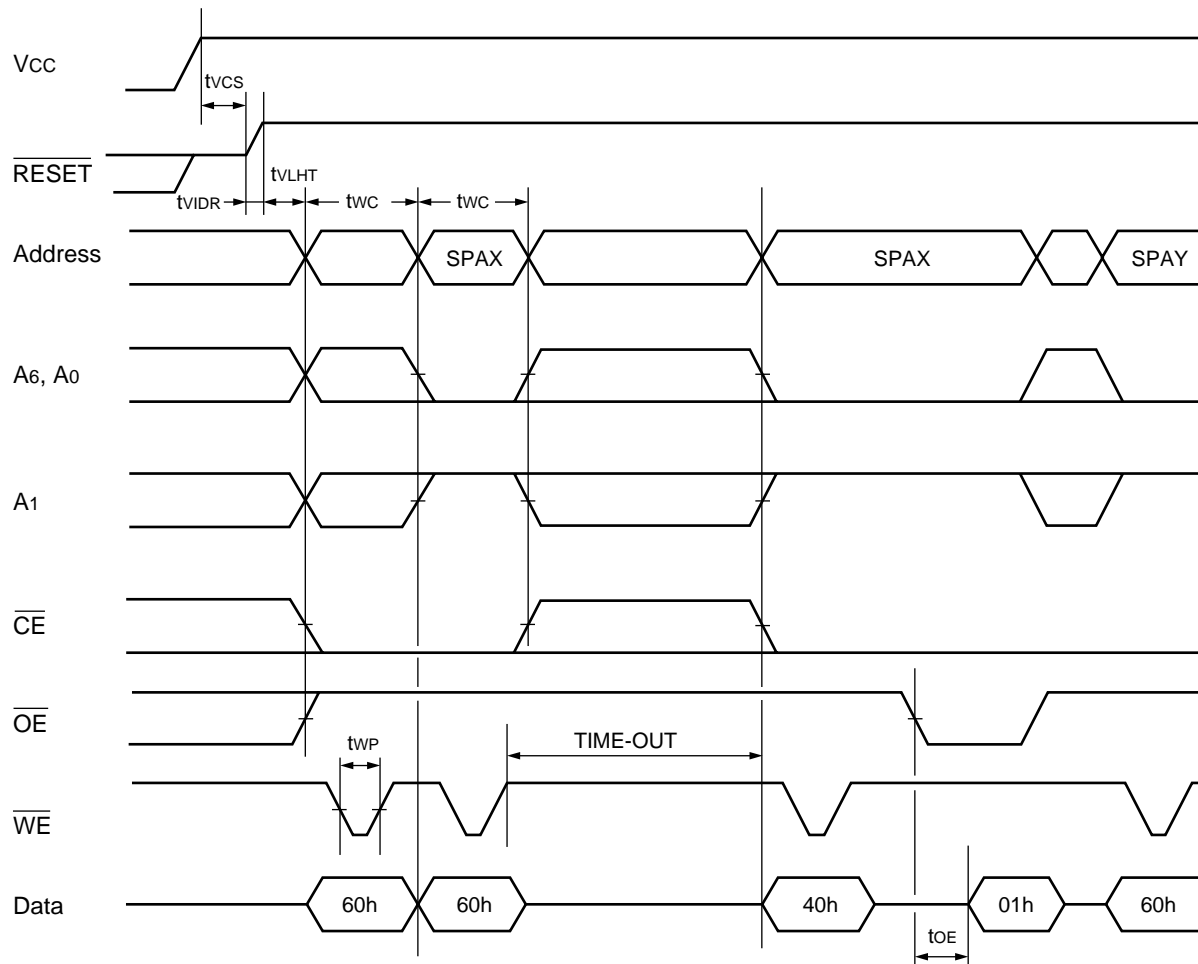 VCC
tVCS
RESET
tVLHT
tVIDR
tWC
tWC
Address
SPAX
SPAX
SPAY
A6, A0
A1
CE
OE
tWP
TIME-OUT
WE
Data
60h
60h
40h
01h
60h
tOE